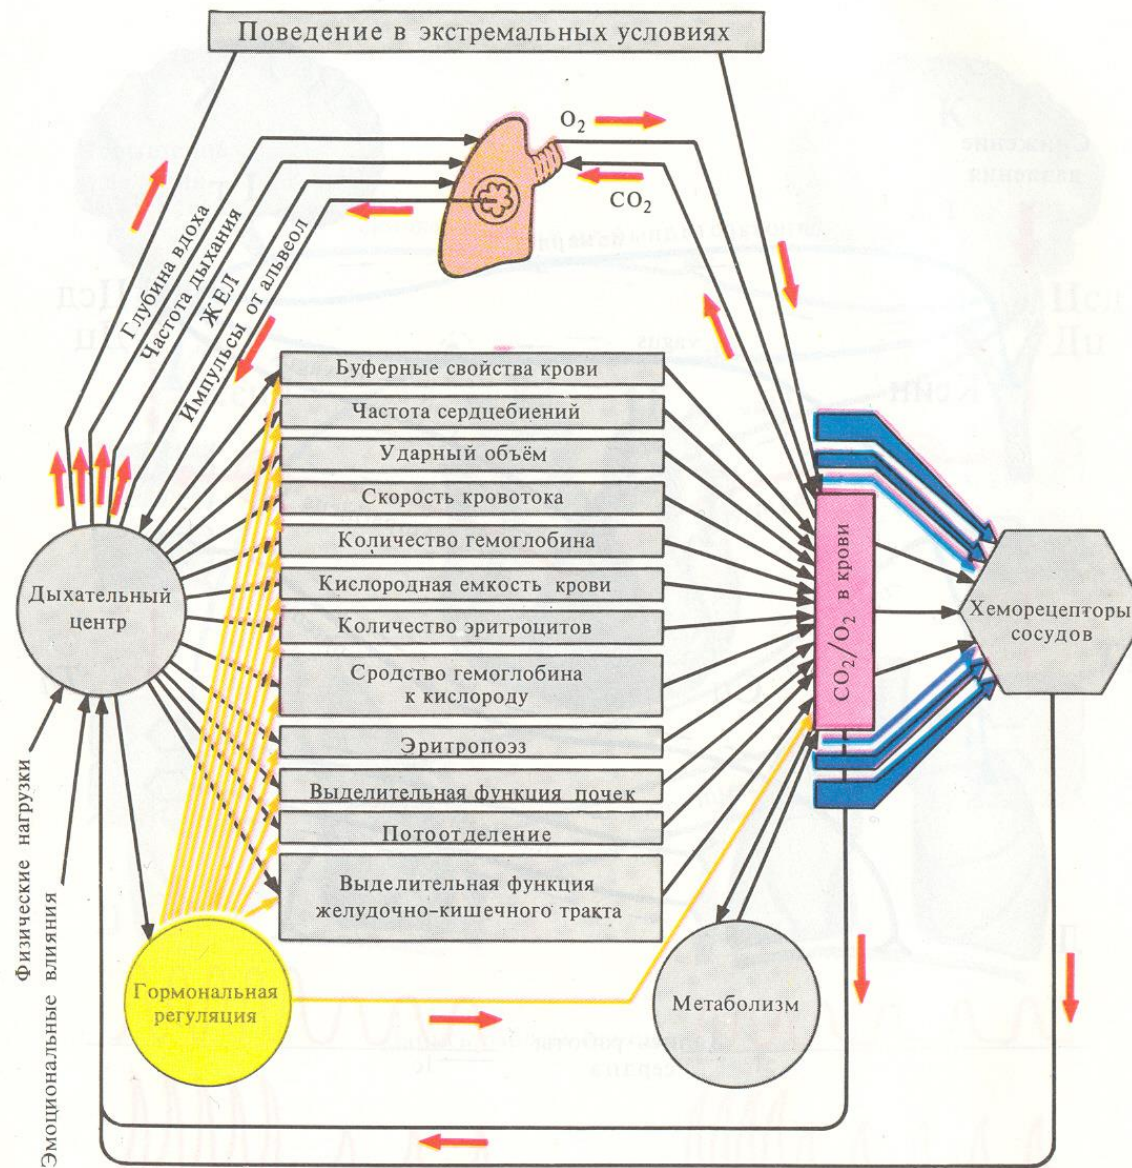 Поведение в экстремальных условиях
O₂
CO₂
Глубина вдоха
Частота дыхания
ЖЕЛ
Импульсы от альвеол
Буферные свойства крови
Частота сердцебиений
Ударный объём
Скорость кровотока
Количество гемоглобина
Кислородная емкость крови
Количество эритроцитов
Сродство гемоглобина
к кислороду
Эритропоэз
Выделительная функция почек
Потоотделение
Выделительная функция
желудочно-кишечного тракта
Дыхательный
центр
CO₂/O₂ в крови
Хеморецепторы
сосудов
Физические нагрузки
Эмоциональные влияния
Гормональная
регуляция
Метаболизм